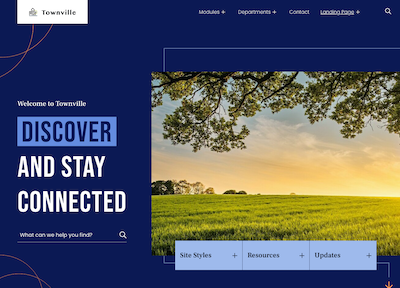 Townville
Modules + Departments + Contact Landing Page +
Welcome to Townville
DISCOVER
AND STAY
CONNECTED
What can we help you find?
Site Styles + Resources + Updates +